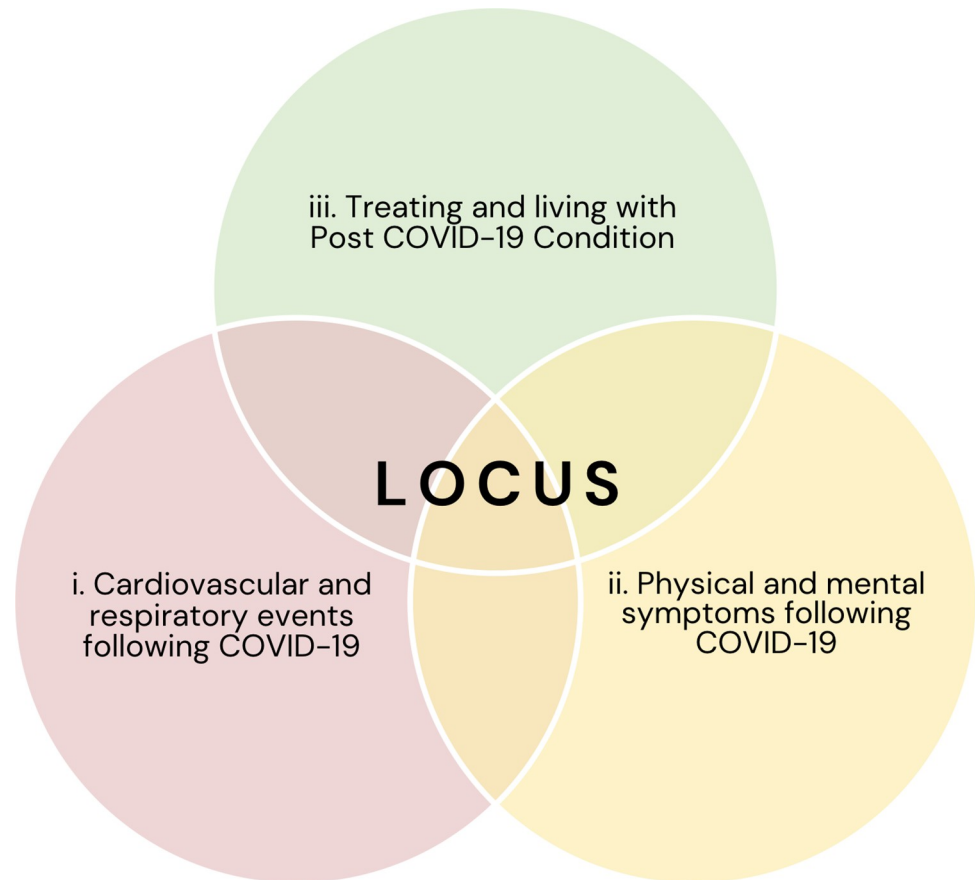 iii. Treating and living with
Post COVID-19 Condition
LOCUS
i. Cardiovascular and
respiratory events
following COVID-19
ii. Physical and mental
symptoms following
COVID-19